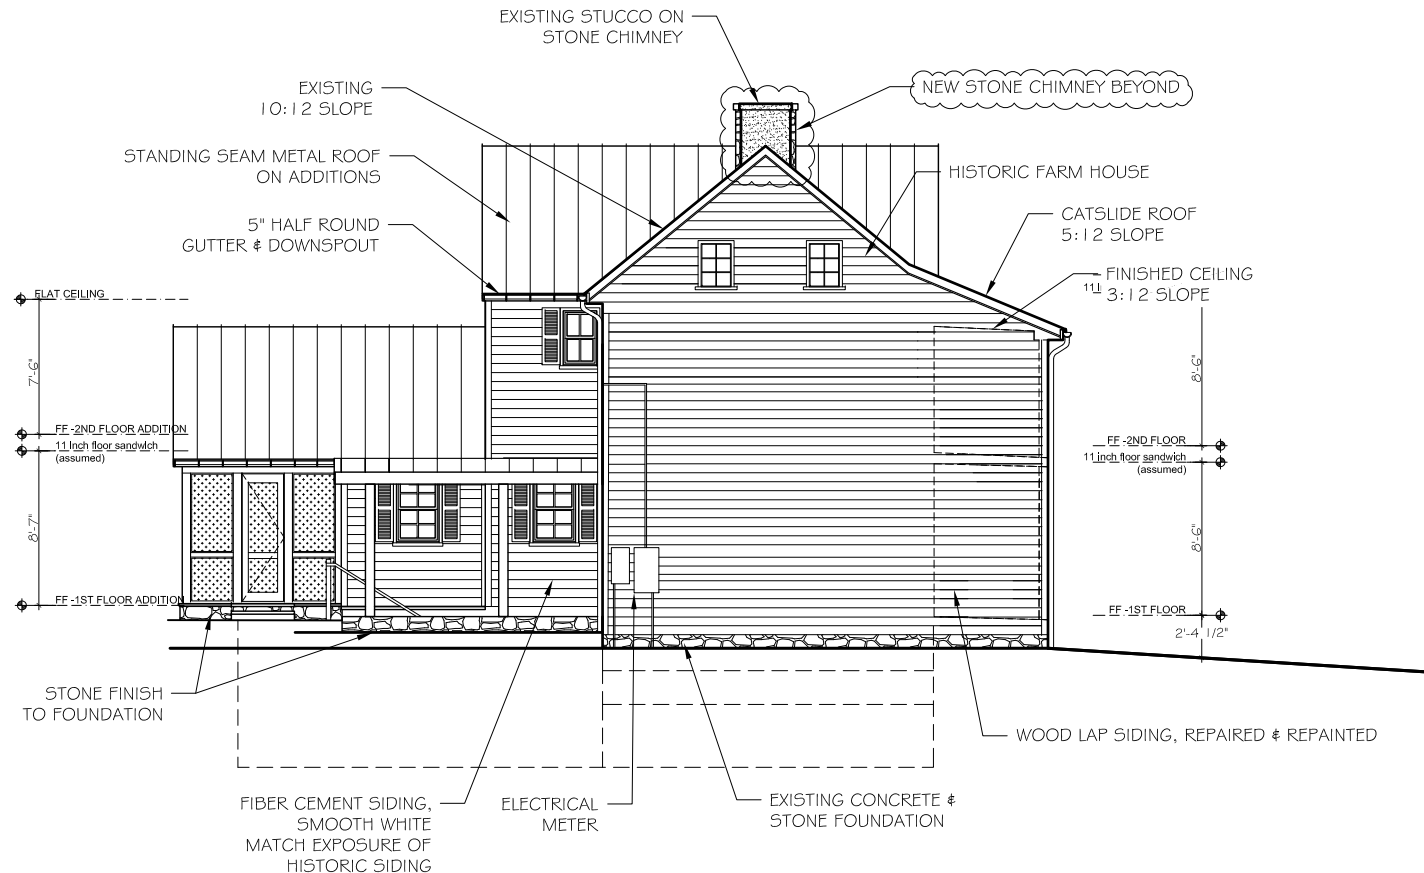 EXISTING STUCCO ON
STONE CHIMNEY
EXISTING
10:12 SLOPE
NEW STONE CHIMNEY BEYOND
STANDING SEAM METAL ROOF
ON ADDITIONS
HISTORIC FARM HOUSE
5" HALF ROUND
GUTTER & DOWNSPOUT
CATSLIDE ROOF
5:12 SLOPE
FINISHED CEILING
3:12 SLOPE
FLAT CEILING
7'-6"
8'-6"
FF -2ND FLOOR ADDITION
11 inch floor sandwich
(assumed)
FF -2ND FLOOR
11 inch floor sandwich
(assumed)
8'-7"
8'-6"
FF -1ST FLOOR ADDITION
FF -1ST FLOOR
2'-4 1/2"
STONE FINISH
TO FOUNDATION
WOOD LAP SIDING, REPAIRED & REPAINTED
FIBER CEMENT SIDING,
SMOOTH WHITE
MATCH EXPOSURE OF
HISTORIC SIDING
ELECTRICAL
METER
EXISTING CONCRETE &
STONE FOUNDATION